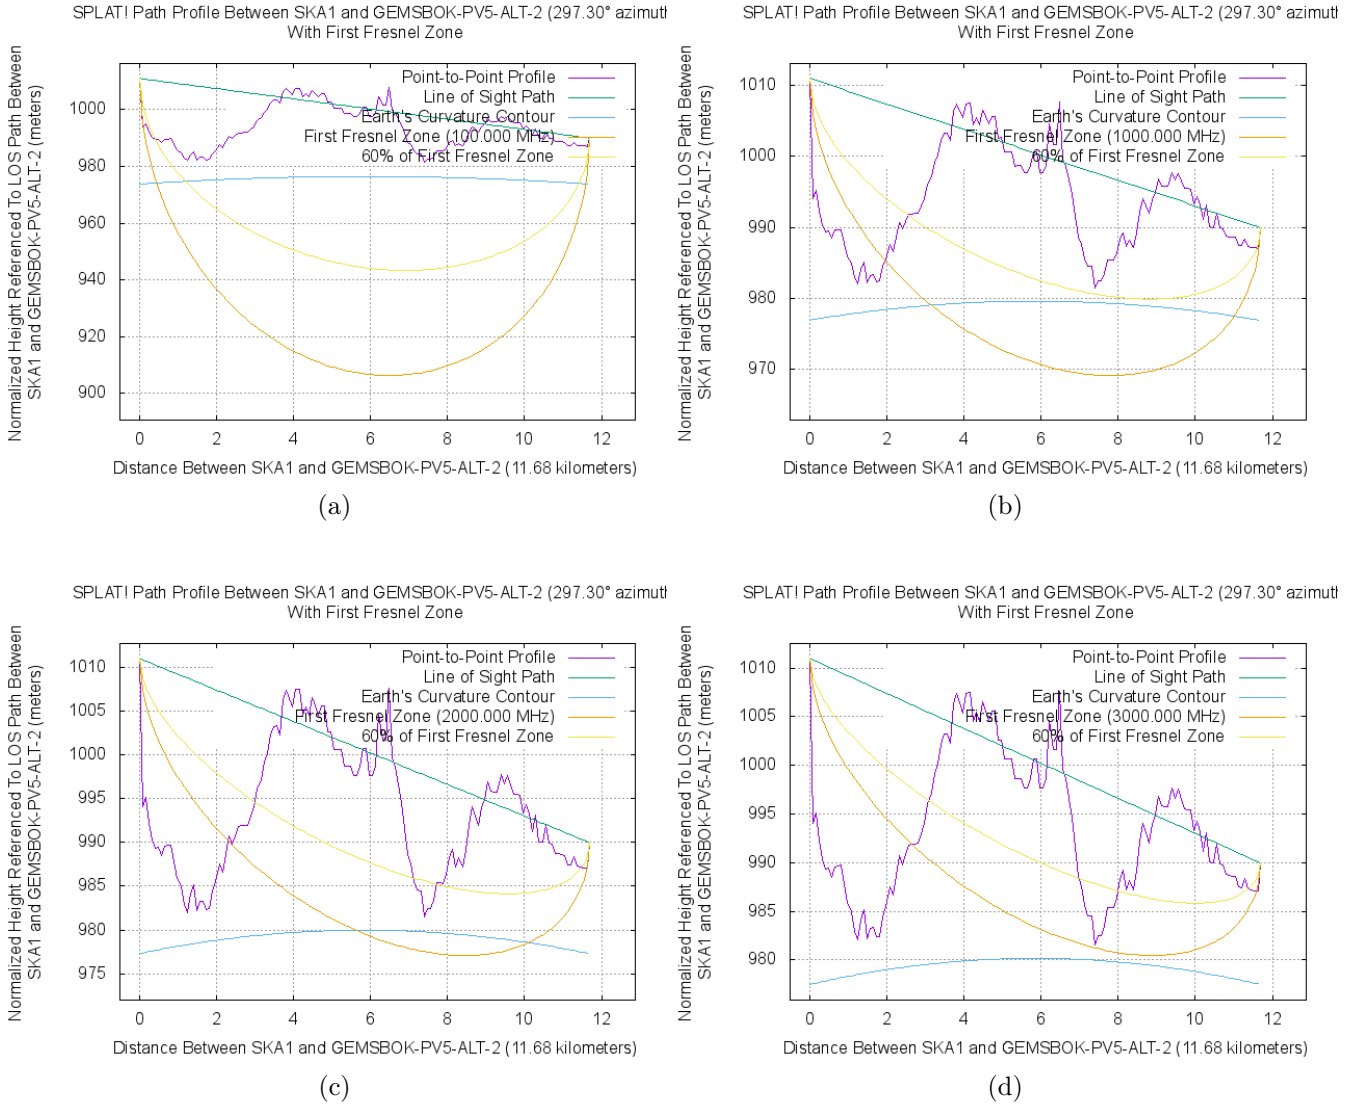 SPLAT! Path Profile Between SKA1 and GEMSBOK-PV5-ALT-2 (297.30° azimuth
With First Fresnel Zone
Normalized Height Referenced To LOS Path Between
SKA1 and GEMSBOK-PV5-ALT-2 (meters)
Point-to-Point Profile
Line of Sight Path
Earth's Curvature Contour
First Fresnel Zone (100.000 MHz)
60% of First Fresnel Zone
1000
980
960
940
920
900
0 2 4 6 8 10 12
Distance Between SKA1 and GEMSBOK-PV5-ALT-2 (11.68 kilometers)
(a)
SPLAT! Path Profile Between SKA1 and GEMSBOK-PV5-ALT-2 (297.30° azimuth
With First Fresnel Zone
Normalized Height Referenced To LOS Path Between
SKA1 and GEMSBOK-PV5-ALT-2 (meters)
Point-to-Point Profile
Line of Sight Path
Earth's Curvature Contour
First Fresnel Zone (1000.000 MHz)
60% of First Fresnel Zone
1010
1000
990
980
970
0 2 4 6 8 10 12
Distance Between SKA1 and GEMSBOK-PV5-ALT-2 (11.68 kilometers)
(b)
SPLAT! Path Profile Between SKA1 and GEMSBOK-PV5-ALT-2 (297.30° azimuth
With First Fresnel Zone
Normalized Height Referenced To LOS Path Between
SKA1 and GEMSBOK-PV5-ALT-2 (meters)
Point-to-Point Profile
Line of Sight Path
Earth's Curvature Contour
First Fresnel Zone (2000.000 MHz)
60% of First Fresnel Zone
1010
1005
1000
995
990
985
980
975
0 2 4 6 8 10 12
Distance Between SKA1 and GEMSBOK-PV5-ALT-2 (11.68 kilometers)
(c)
SPLAT! Path Profile Between SKA1 and GEMSBOK-PV5-ALT-2 (297.30° azimuth
With First Fresnel Zone
Normalized Height Referenced To LOS Path Between
SKA1 and GEMSBOK-PV5-ALT-2 (meters)
Point-to-Point Profile
Line of Sight Path
Earth's Curvature Contour
First Fresnel Zone (3000.000 MHz)
60% of First Fresnel Zone
1010
1005
1000
995
990
985
980
0 2 4 6 8 10 12
Distance Between SKA1 and GEMSBOK-PV5-ALT-2 (11.68 kilometers)
(d)